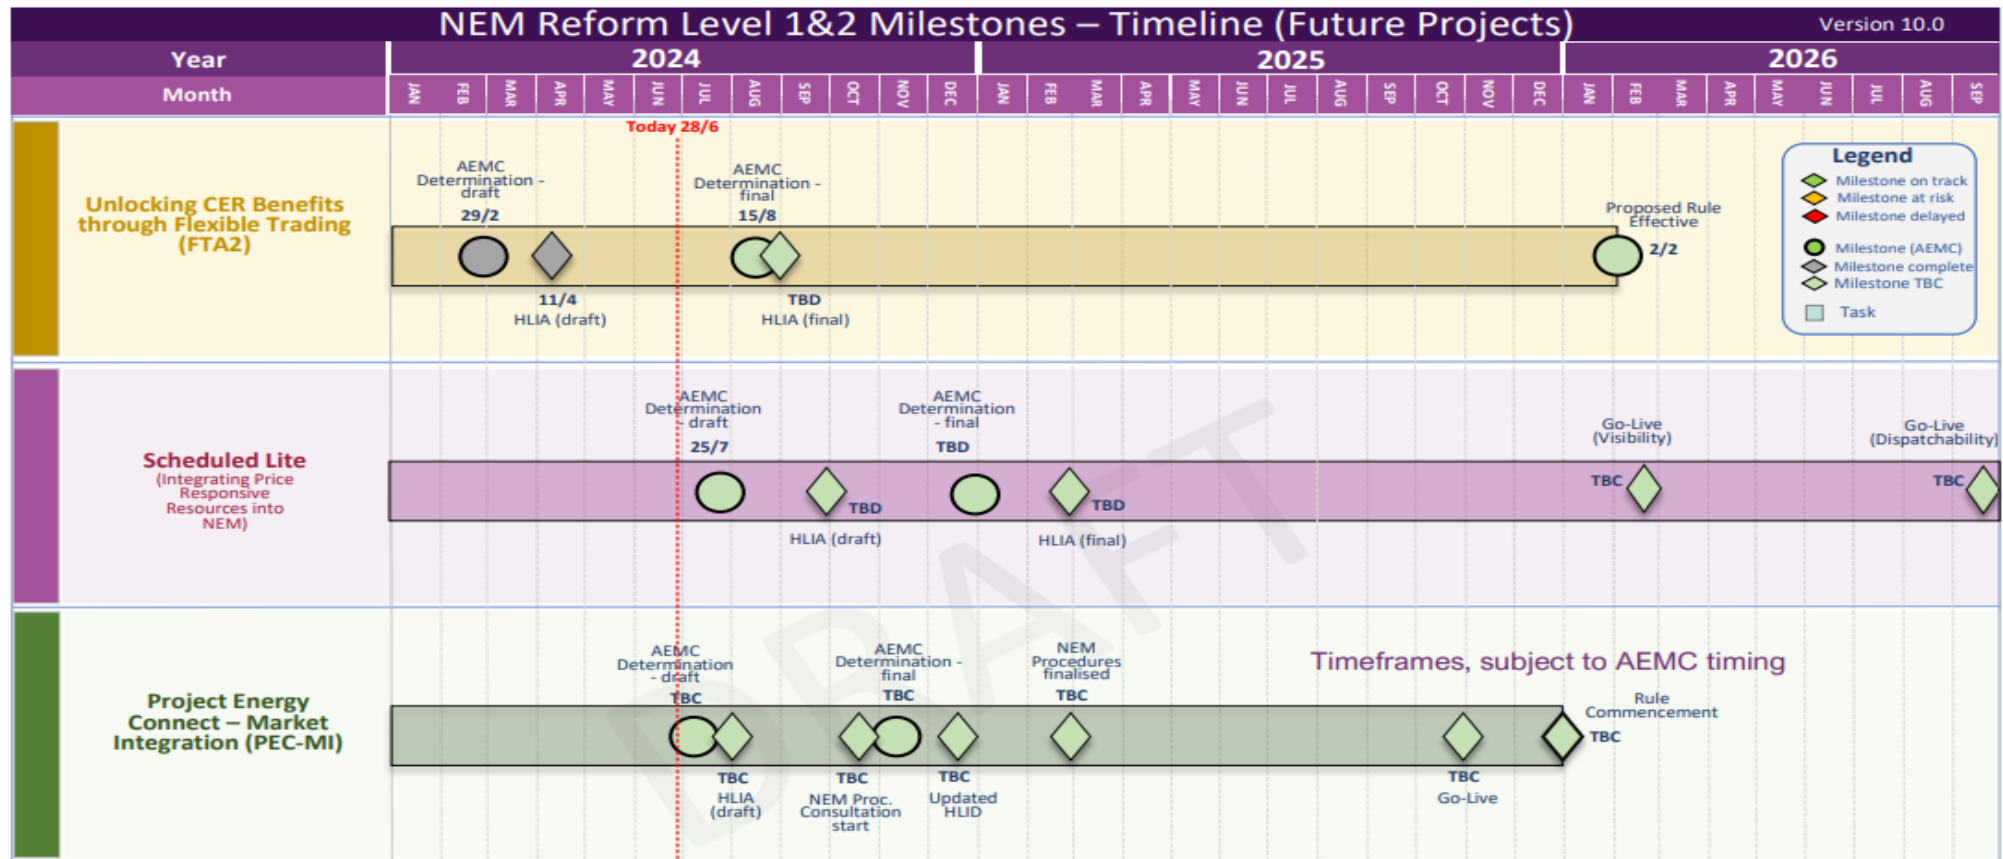 NEM Reform Level 1&2 Milestones – Timeline (Future Projects)
Version 10.0
Year
2024
2025
2026
Month
JAN
FEB
MAR
APR
MAY
JUN
JUL
AUG
SEP
OCT
NOV
DEC
JAN
FEB
MAR
APR
MAY
JUN
JUL
AUG
SEP
OCT
NOV
DEC
JAN
FEB
MAR
APR
MAY
JUN
JUL
AUG
SEP
Today 28/6
Unlocking CER Benefits
through Flexible Trading
(FTA2)
AEMC
Determination -
draft
29/2
11/4
HLIA (draft)
AEMC
Determination -
final
15/8
TBD
HLIA (final)
Proposed Rule
Effective
2/2
Legend
Milestone on track
Milestone at risk
Milestone delayed
Milestone (AEMC)
Milestone complete
Milestone TBC
Task
Scheduled Lite
(Integrating Price
Responsive
Resources into
NEM)
AEMC
Determination
- draft
25/7
TBD
HLIA (draft)
AEMC
Determination
- final
TBD
TBD
HLIA (final)
Go-Live
(Visibility)
TBC
Go-Live
(Dispatchability)
TBC
Project Energy
Connect – Market
Integration (PEC-MI)
AEMC
Determination
- draft
TBC
TBC
HLIA
(draft)
TBC
NEM Proc.
Consultation
start
AEMC
Determination -
final
TBC
TBC
Updated
HLID
NEM
Procedures
finalised
TBC
Timeframes, subject to AEMC timing
TBC
Go-Live
Rule
Commencement
TBC
DRAFT